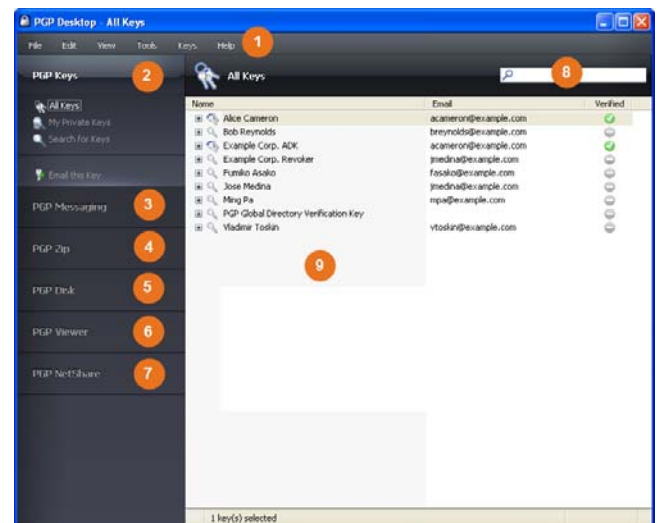 PGP Desktop - All Keys
File Edit View Tools Keys Help 1
PGP Keys 2
All Keys
My Private Keys
Search for Keys
Email this Key
PGP Messaging 3
PGP Zip 4
PGP Disk 5
PGP Viewer 6
PGP NetShare 7
All Keys 8
Name Email Verified
Alice Cameron acameron@example.com
Bob Reynolds breynolds@example.com
Example Corp. ADK acameron@example.com
Example Corp. Revoker jmedina@example.com
Fumiko Asako fasako@example.com
Jose Medina jmedina@example.com
Ming Pa mpa@example.com
PGP Global Directory Verification Key
Vladimir Toskin vtoskin@example.com
9
1 key(s) selected